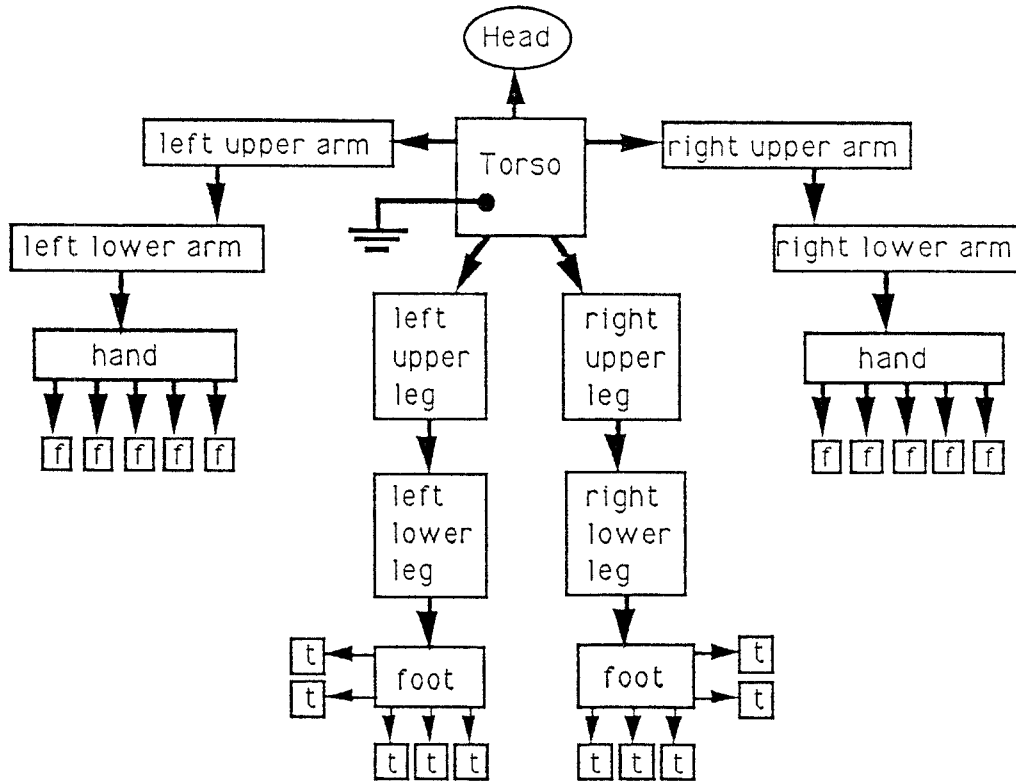 Head
left upper arm
Torso
right upper arm
left lower arm
right lower arm
left
upper
leg
right
upper
leg
hand
hand
f f f f f
f f f f f
left
lower
leg
right
lower
leg
t
t
foot
foot
t
t
t t t
t t t